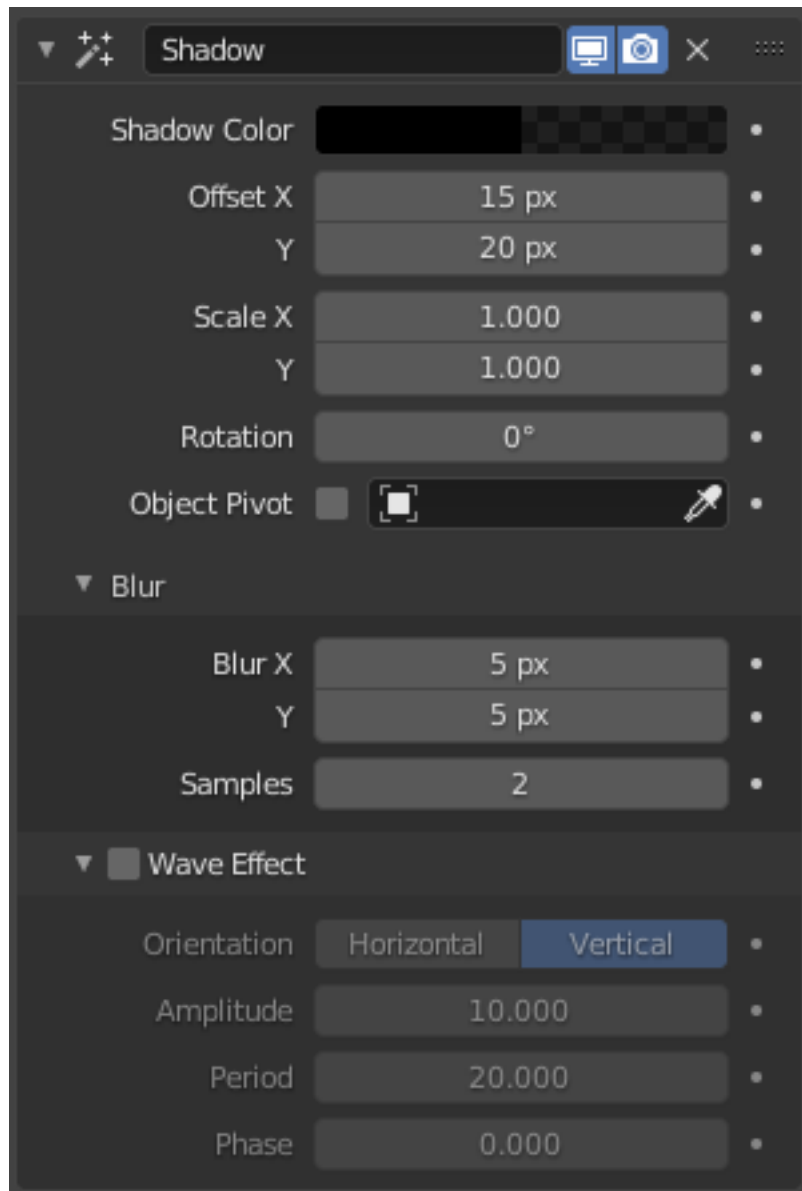 Shadow
Shadow Color
Offset X 15 px
Y 20 px
Scale X 1.000
Y 1.000
Rotation 0°
Object Pivot
Blur
Blur X 5 px
Y 5 px
Samples 2
Wave Effect
Orientation Horizontal Vertical
Amplitude 10.000
Period 20.000
Phase 0.000